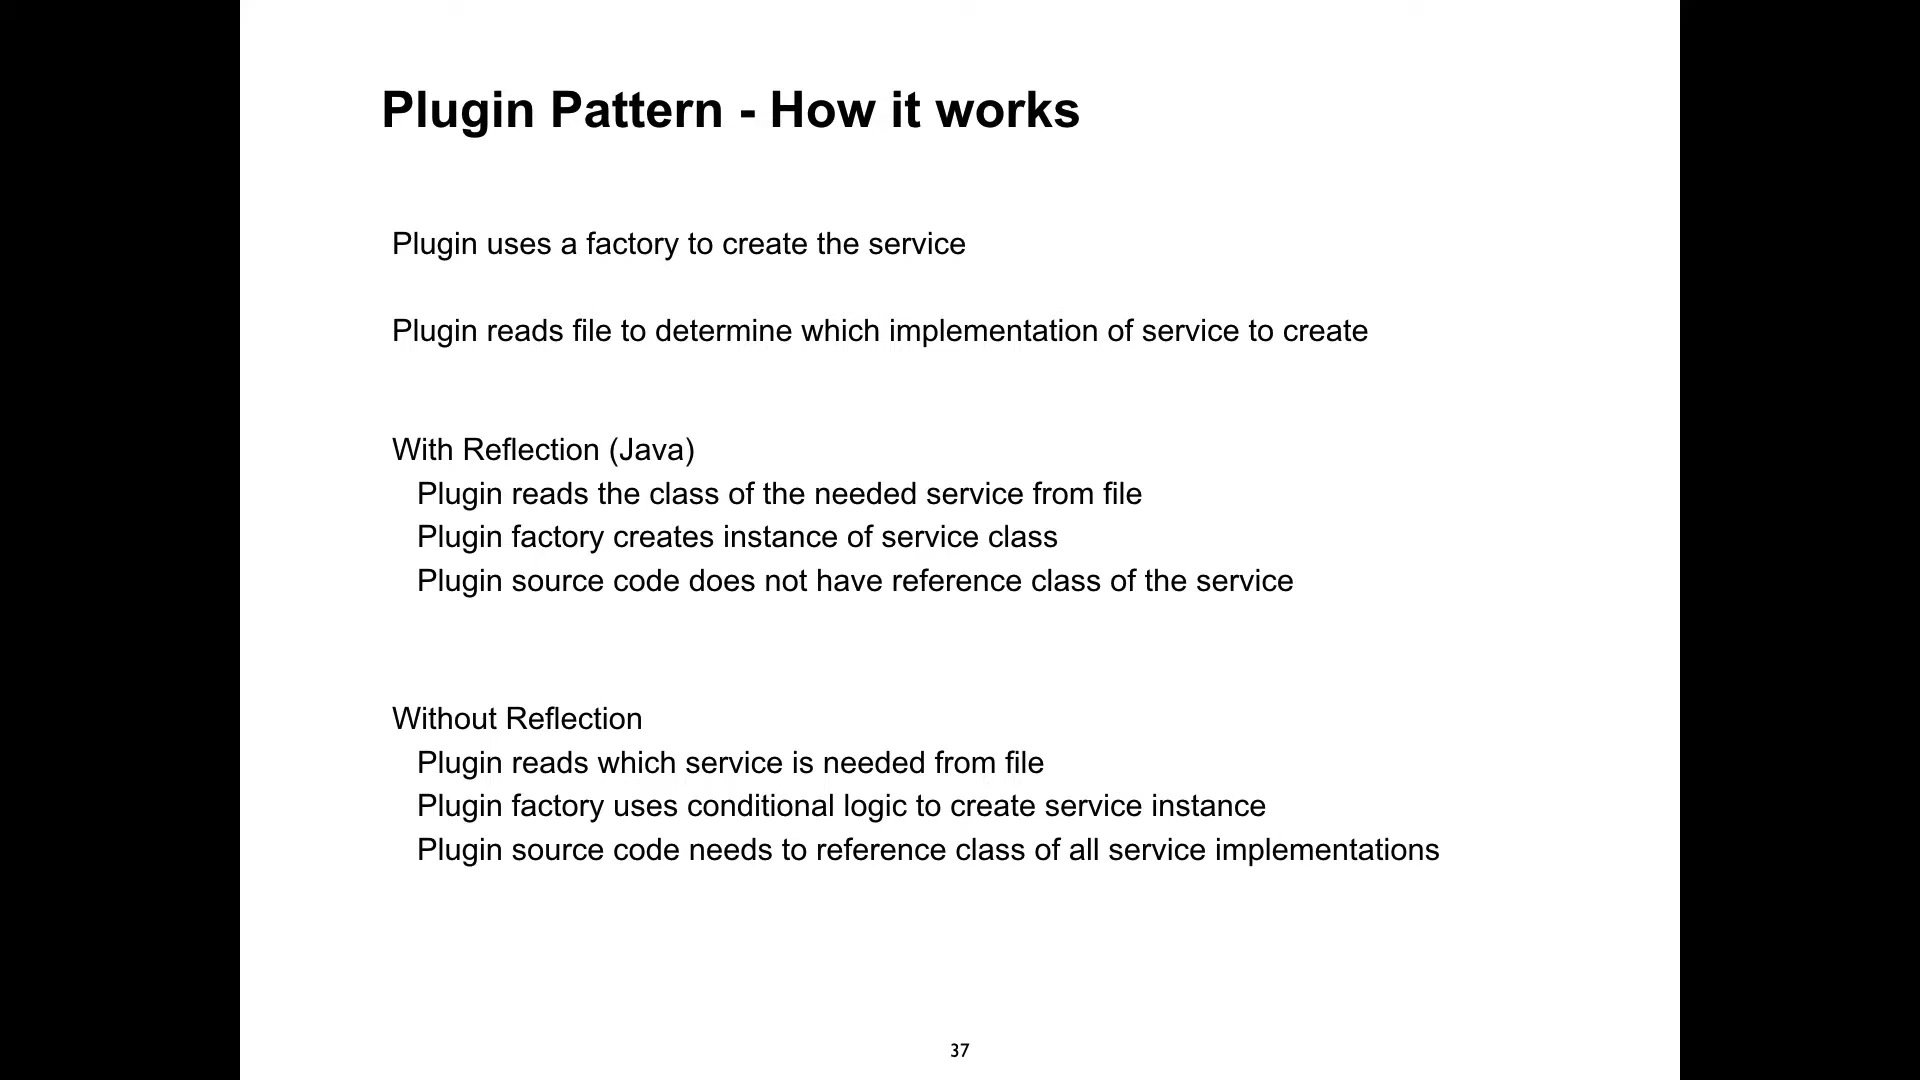 Plugin Pattern - How it works
Plugin uses a factory to create the service
Plugin reads file to determine which implementation of service to create
With Reflection (Java)
Plugin reads the class of the needed service from file
Plugin factory creates instance of service class
Plugin source code does not have reference class of the service
Without Reflection
Plugin reads which service is needed from file
Plugin factory uses conditional logic to create service instance
Plugin source code needs to reference class of all service implementations
37